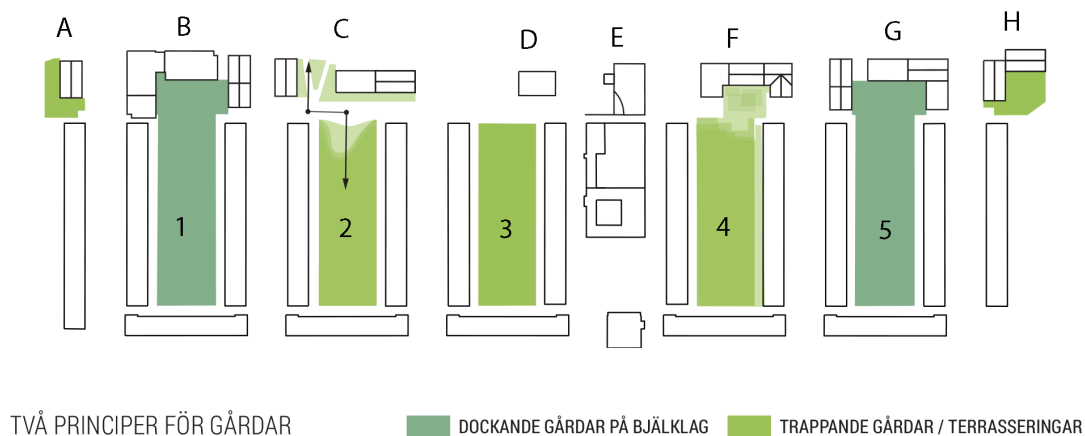 A B C D E F G H
1 2 3 4 5
TVÅ PRINCIPER FÖR GÅRDAR
DOCKANDE GÅRDAR PÅ BJÄLKLAG
TRAPPANDE GÅRDAR / TERRASSERINGAR